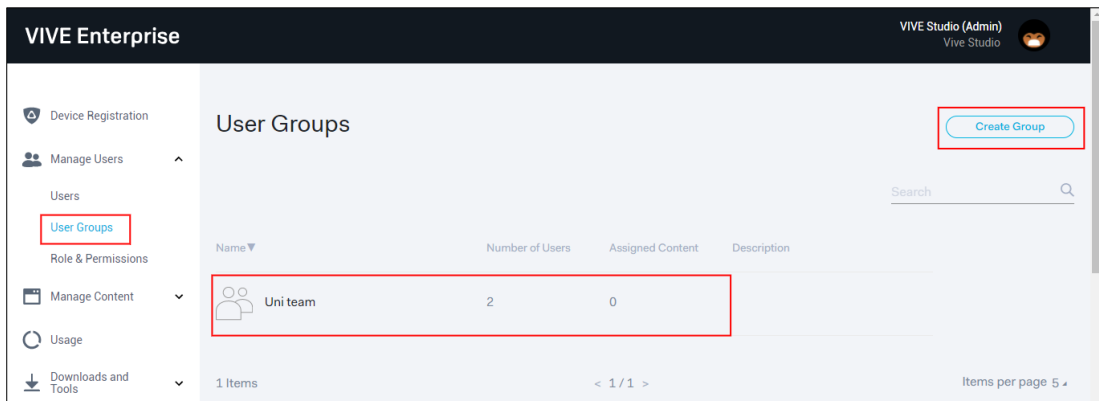 VIVE Enterprise
VIVE Studio (Admin)
Vive Studio
Device Registration
Manage Users
Users
User Groups
Role & Permissions
Manage Content
Usage
Downloads and
Tools
User Groups
Create Group
Search
Name▼ Number of Users Assigned Content Description
Uni team 2 0
1 Items < 1 / 1 > Items per page 5